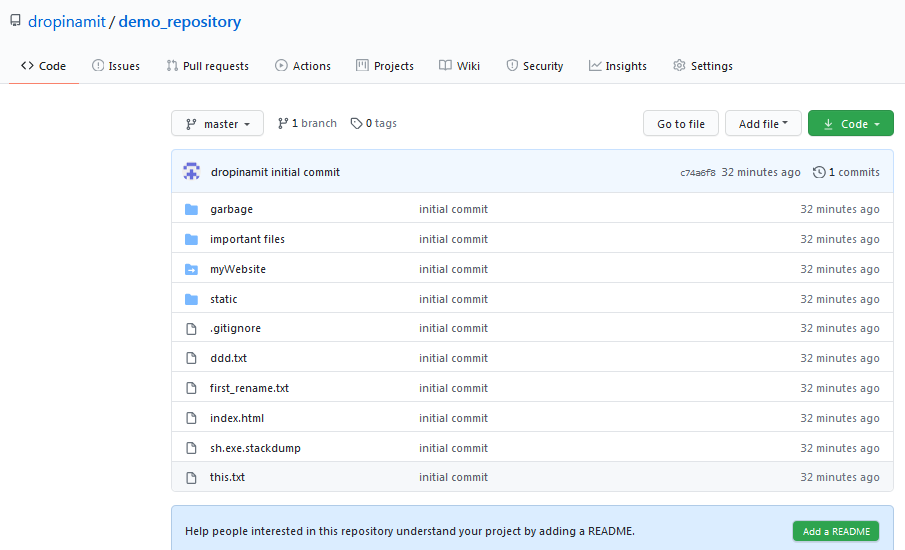 dropinamit / demo_repository
Code Issues Pull requests Actions Projects Wiki Security Insights Settings
master 1 branch 0 tags Go to file Add file Code
dropinamit initial commit c74a6f8 32 minutes ago 1 commits
garbage initial commit 32 minutes ago
important files initial commit 32 minutes ago
myWebsite initial commit 32 minutes ago
static initial commit 32 minutes ago
.gitignore initial commit 32 minutes ago
ddd.txt initial commit 32 minutes ago
first_rename.txt initial commit 32 minutes ago
index.html initial commit 32 minutes ago
sh.exe.stackdump initial commit 32 minutes ago
this.txt initial commit 32 minutes ago
Help people interested in this repository understand your project by adding a README. Add a README